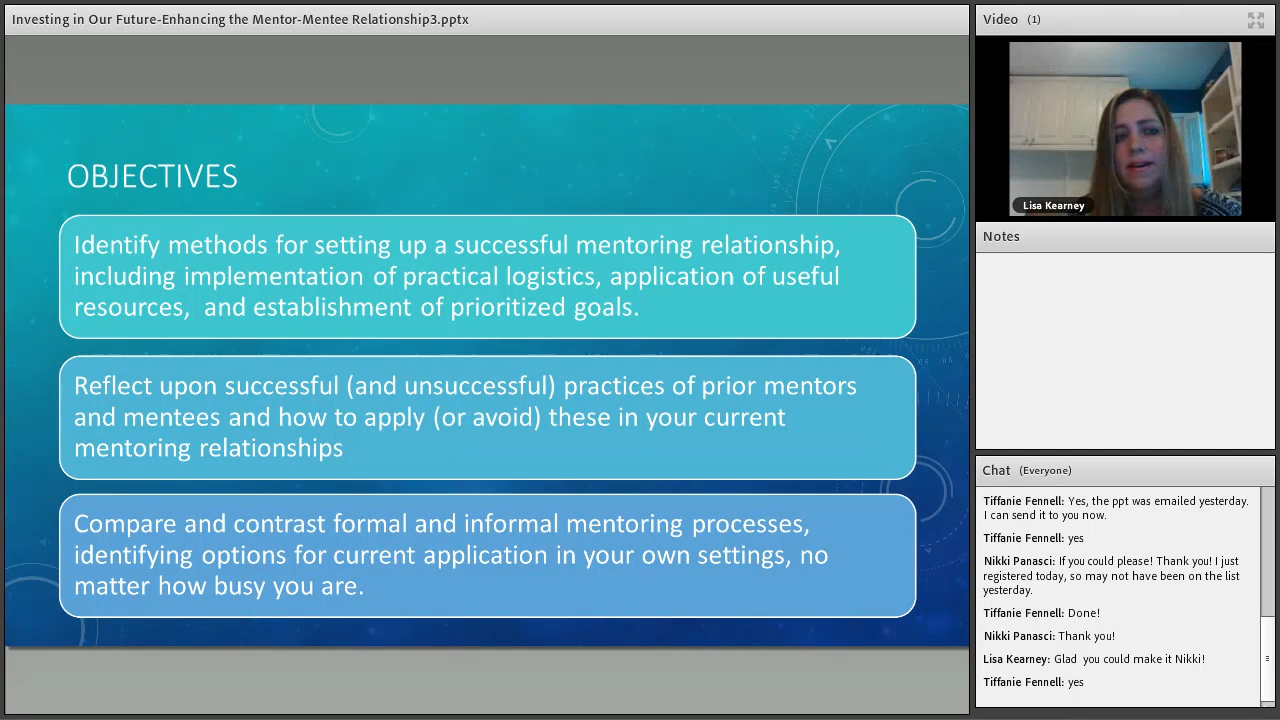 Investing in Our Future-Enhancing the Mentor-Mentee Relationship3.pptx
OBJECTIVES
Identify methods for setting up a successful mentoring relationship,
including implementation of practical logistics, application of useful
resources,  and establishment of prioritized goals.
Reflect upon successful (and unsuccessful) practices of prior mentors
and mentees and how to apply (or avoid) these in your current
mentoring relationships
Compare and contrast formal and informal mentoring processes,
identifying options for current application in your own settings, no
matter how busy you are.
Video (1)
Lisa Kearney
Notes
Chat (Everyone)
Tiffanie Fennell: Yes, the ppt was emailed yesterday.
I can send it to you now.
Tiffanie Fennell: yes
Nikki Panasci: If you could please! Thank you! I just
registered today, so may not have been on the list
yesterday.
Tiffanie Fennell: Done!
Nikki Panasci: Thank you!
Lisa Kearney: Glad  you could make it Nikki!
Tiffanie Fennell: yes